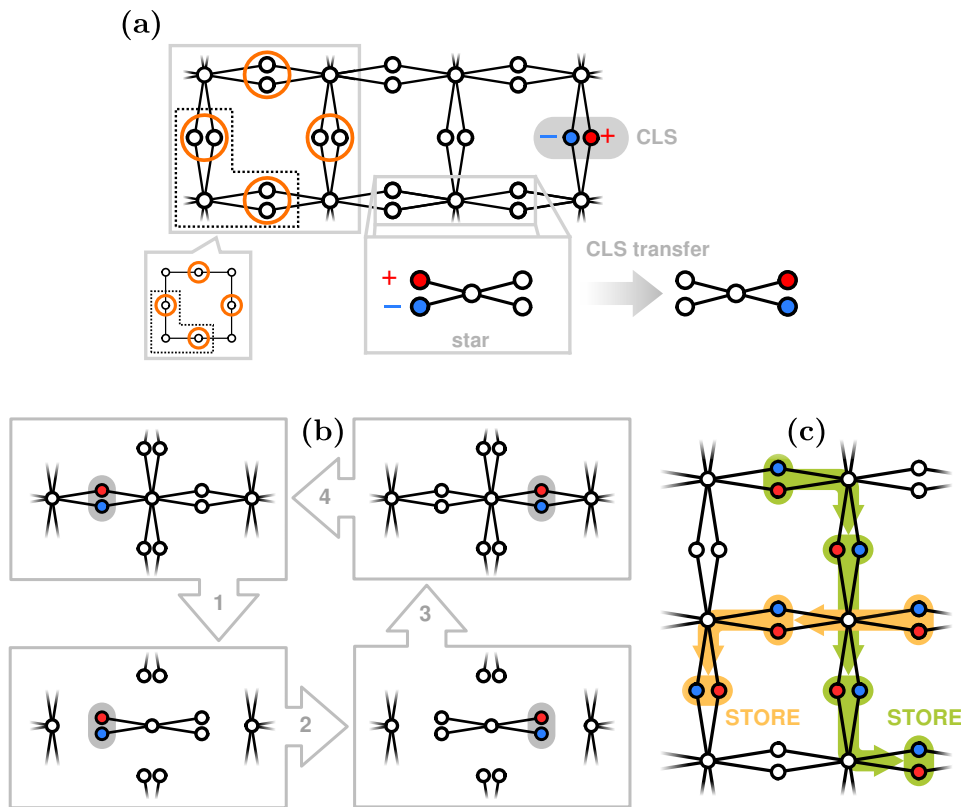 (a)
− + CLS
CLS transfer
+
−
star
(b)
(c)
4
1
3
2
STORE STORE